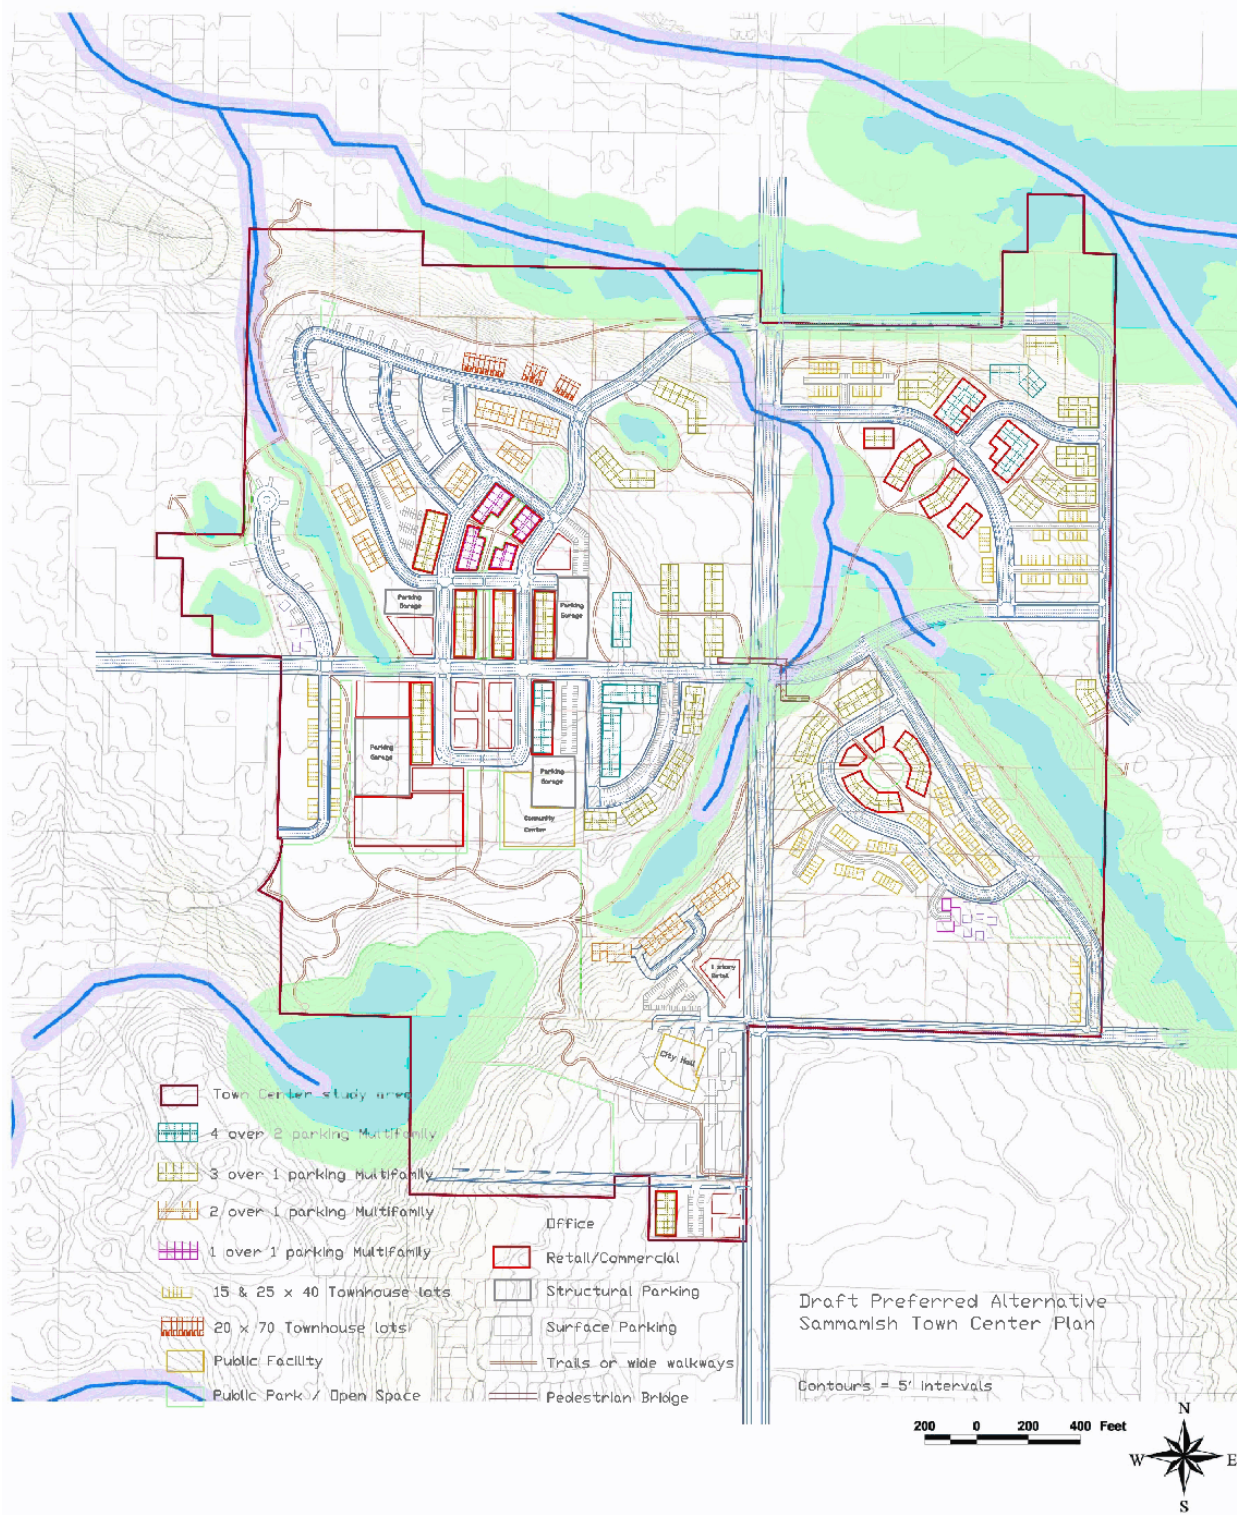 Parking
Garage
Parking
Garage
Parking
Garage
Parking
Garage
Community
Center
Library
Retail
City Hall
Town Center study area
4 over 2 parking Multifamily
3 over 1 parking Multifamily
2 over 1 parking Multifamily
1 over 1 parking Multifamily
15 & 25 x 40 Townhouse lots
20 x 70 Townhouse lots
Public Facility
Public Park / Open Space
Office
Retail/Commercial
Structural Parking
Surface Parking
Trails or wide walkways
Pedestrian Bridge
Draft Preferred Alternative
Sammamish Town Center Plan
Contours = 5' intervals
200 0 200 400 Feet
N
W E
S